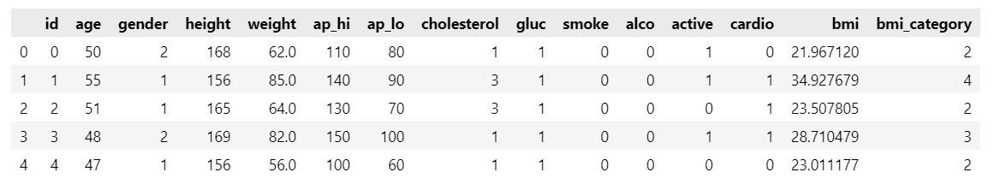 id age gender height weight ap_hi ap_lo cholesterol gluc smoke alco active cardio bmi bmi_category
0 0 50 2 168 62.0 110 80 1 1 0 0 1 0 21.967120 2
1 1 55 1 156 85.0 140 90 3 1 0 0 1 1 34.927679 4
2 2 51 1 165 64.0 130 70 3 1 0 0 0 1 23.507805 2
3 3 48 2 169 82.0 150 100 1 1 0 0 1 1 28.710479 3
4 4 47 1 156 56.0 100 60 1 1 0 0 0 0 23.011177 2